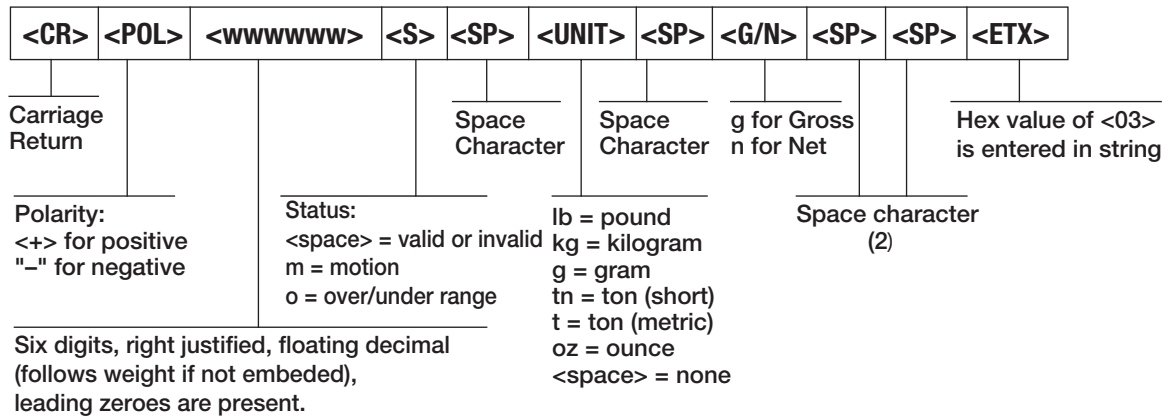 <CR> <POL> <wwwwww> <S> <SP> <UNIT> <SP> <G/N> <SP> <SP> <ETX>
Carriage
Return
Space
Character
Space
Character
g for Gross
n for Net
Hex value of <03>
is entered in string
Polarity:
<+> for positive
"–" for negative
Status:
<space> = valid or invalid
m = motion
o = over/under range
lb = pound
kg = kilogram
g = gram
tn = ton (short)
t = ton (metric)
oz = ounce
<space> = none
Space character
(2)
Six digits, right justified, floating decimal
(follows weight if not embeded),
leading zeroes are present.